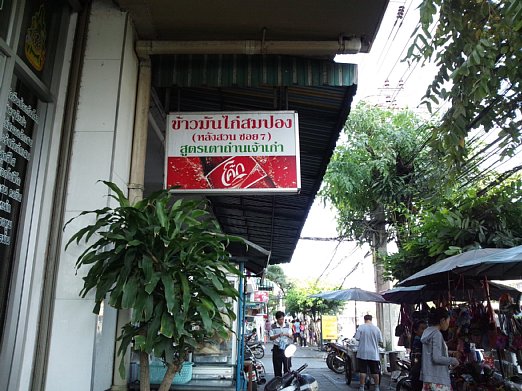 ข้าวมันไก่สมปอง
(หลังสวน ซอย 7)
สูตรเตาถ่านเจ้าเก่า
โค้ก